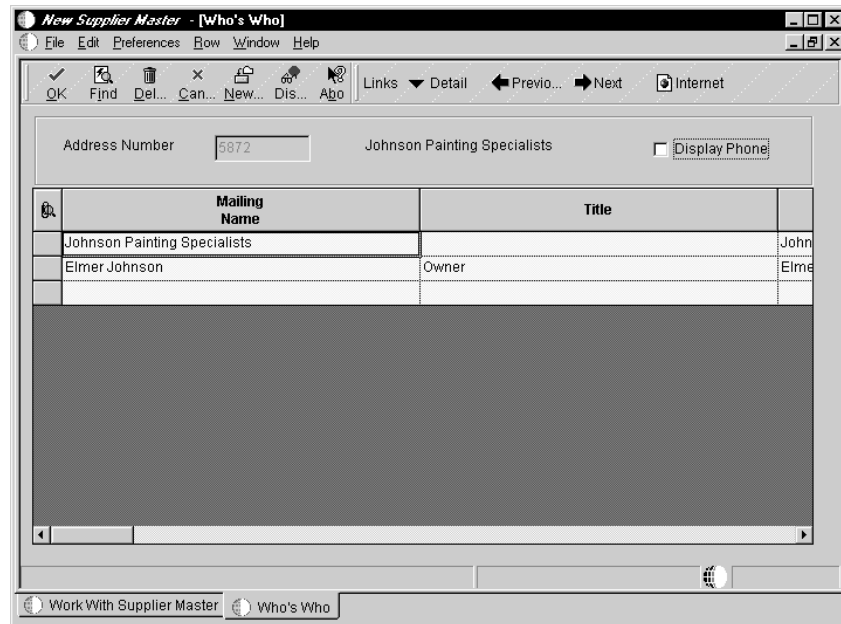 New Supplier Master - [Who's Who]
File Edit Preferences Row Window Help
OK Find Del... Can... New... Dis... Abo Links Detail Previo... Next Internet
Address Number 5872 Johnson Painting Specialists Display Phone
Mailing Name Title
Johnson Painting Specialists John
Elmer Johnson Owner Elme
Work With Supplier Master Who's Who